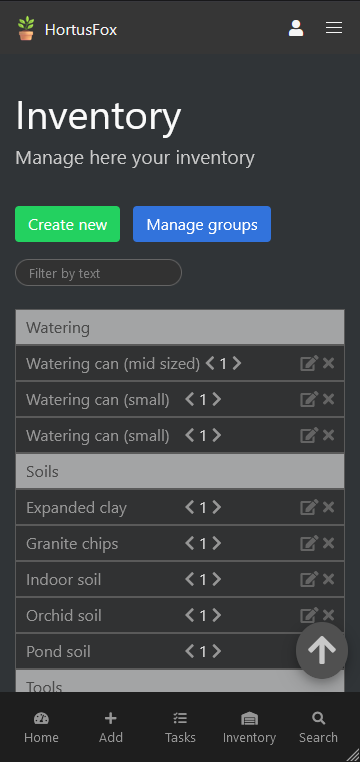 HortusFox
Inventory
Manage here your inventory
Create new
Manage groups
Filter by text
Watering
Watering can (mid sized) 1
Watering can (small) 1
Watering can (small) 1
Soils
Expanded clay 1
Granite chips 1
Indoor soil 1
Orchid soil 1
Pond soil 1
Tools
Home
Add
Tasks
Inventory
Search